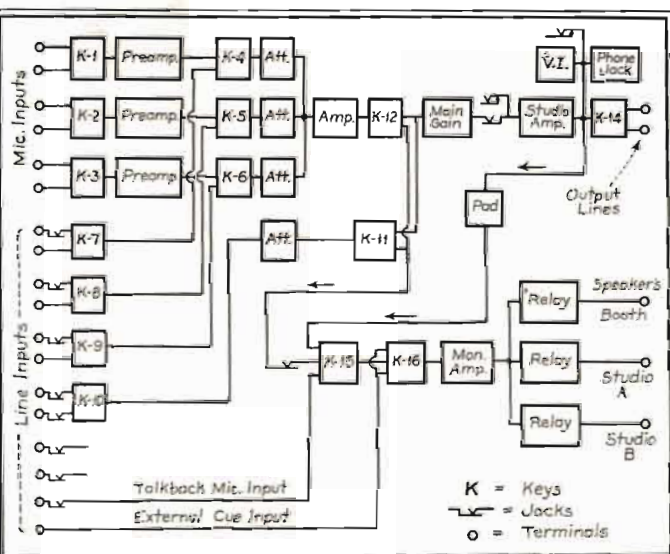 Mic. Inputs
K-1
Preamp.
K-4
Att.
V.I.
Phone
Jack
K-2
Preamp.
K-5
Att.
Amp.
K-12
Main
Gain
Studio
Amp.
K-14
K-3
Preamp.
K-6
Att.
Output
Lines
Pad
Line Inputs
K-7
Att.
K-11
K-8
Relay
Speaker's
Booth
K-9
K-15
K-16
Mon.
Amp.
Relay
Studio
A
K-10
Relay
Studio
B
Talkback Mic. Input
External Cue Input
K = Keys
= Jacks
O = Terminals